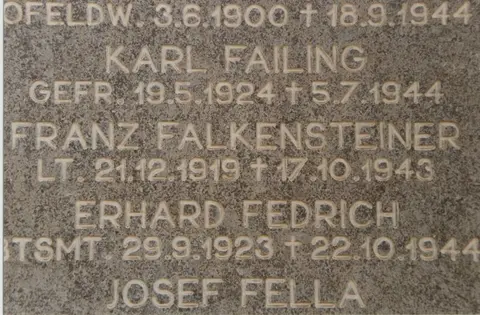 OFELDW. 3.6.1900 † 18.9.1944
KARL FAILING
GEFR. 19.5.1924 † 5.7.1944
FRANZ FALKENSTEINER
LT. 21.12.1919 † 17.10.1943
ERHARD FEDRICH
BTSMT. 29.9.1923 † 22.10.1944
JOSEF FELLA